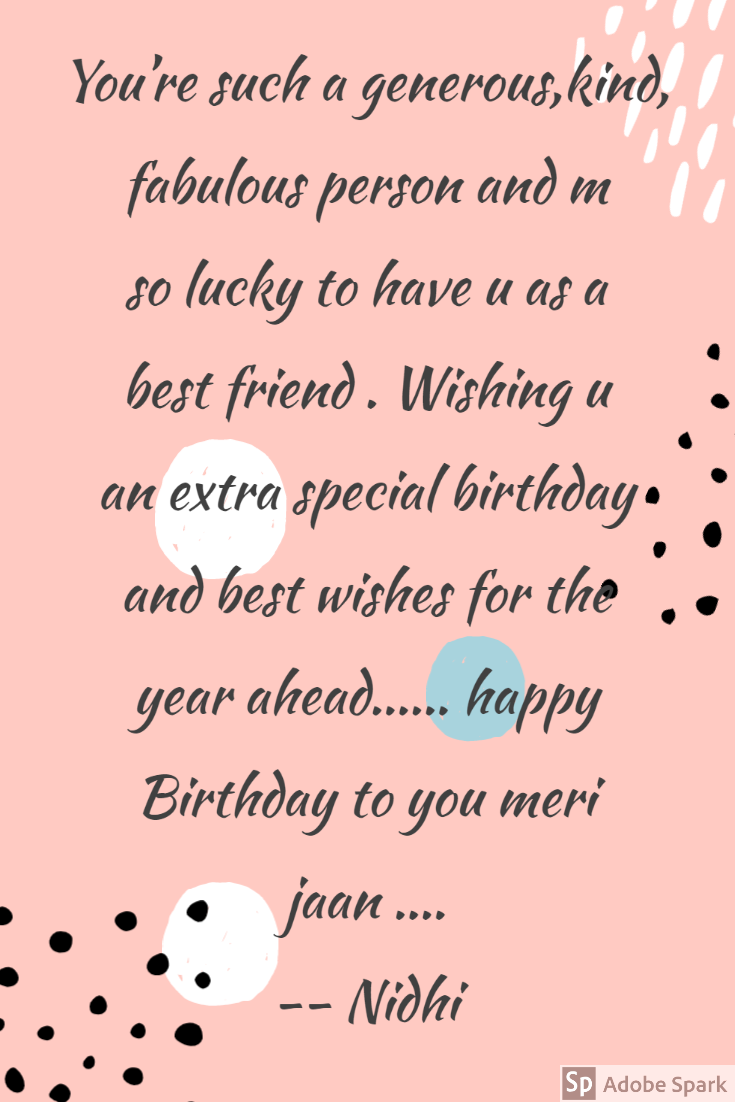 You're such a generous,kind,
fabulous person and m
so lucky to have u as a
best friend . Wishing u
an extra special birthday
and best wishes for the
year ahead...... happy
Birthday to you meri
jaan ....
-- Nidhi
Sp Adobe Spark